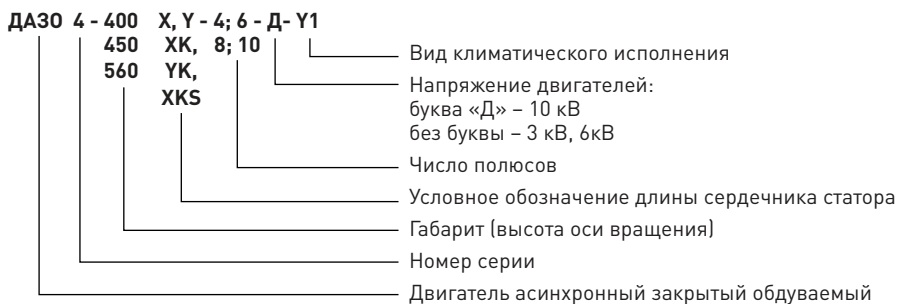 ДАЗО 4 - 400 X, Y - 4; 6 - Д- У1
450 XK, 8; 10
560 YK,
XKS
Вид климатического исполнения
Напряжение двигателей:
буква «Д» – 10 кВ
без буквы – 3 кВ, 6кВ
Число полюсов
Условное обозначение длины сердечника статора
Габарит (высота оси вращения)
Номер серии
Двигатель асинхронный закрытый обдуваемый